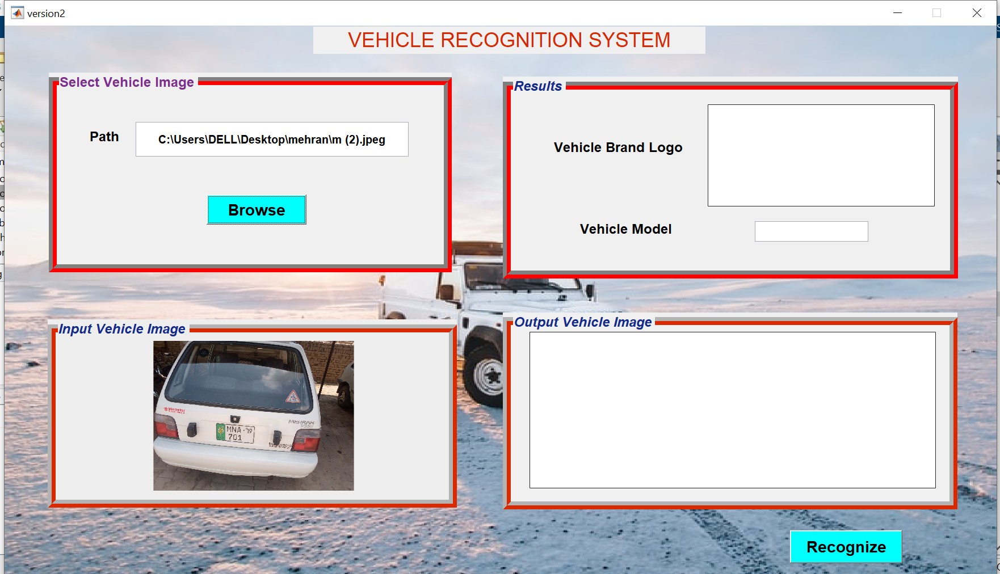 version2
VEHICLE RECOGNITION SYSTEM
Select Vehicle Image
Path
C:\Users\DELL\Desktop\mehran\m (2).jpeg
Browse
Results
Vehicle Brand Logo
Vehicle Model
Input Vehicle Image
MEHRAN
MNA·19
701
Output Vehicle Image
Recognize